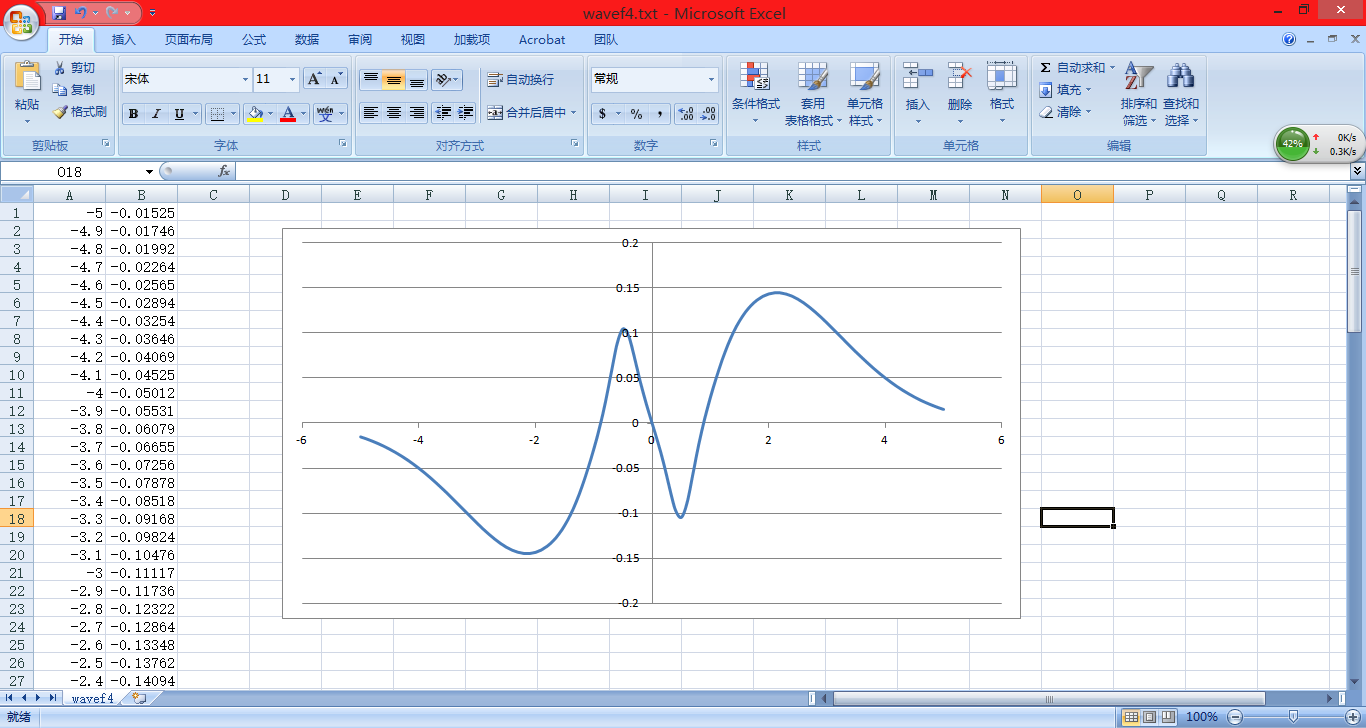 wavef4.txt - Microsoft Excel
开始 插入 页面布局 公式 数据 审阅 视图 加载项 Acrobat 团队
粘贴 剪切 复制 格式刷 剪贴板
宋体 11 A A B I U A wén 变 字体
自动换行 合并后居中 对齐方式
常规 $ % , .0 .00 .00 .0 数字
条件格式 套用 表格格式 单元格 样式 样式
插入 删除 格式 单元格
Σ 自动求和 填充 清除 排序和 筛选 查找和 选择 编辑
42% 0K/s
0.3K/s
O18 fx
A B C D E F G H I J K L M N O P Q R
1 -5 -0.01525
2 -4.9 -0.01746
3 -4.8 -0.01992
4 -4.7 -0.02264
5 -4.6 -0.02565
6 -4.5 -0.02894
7 -4.4 -0.03254
8 -4.3 -0.03646
9 -4.2 -0.04069
10 -4.1 -0.04525
11 -4 -0.05012
12 -3.9 -0.05531
13 -3.8 -0.06079
14 -3.7 -0.06655
15 -3.6 -0.07256
16 -3.5 -0.07878
17 -3.4 -0.08518
18 -3.3 -0.09168
19 -3.2 -0.09824
20 -3.1 -0.10476
21 -3 -0.11117
22 -2.9 -0.11736
23 -2.8 -0.12322
24 -2.7 -0.12864
25 -2.6 -0.13348
26 -2.5 -0.13762
27 -2.4 -0.14094
0.2
0.15
0.1
0.05
0
-6 -4 -2 0 2 4 6
-0.05
-0.1
-0.15
-0.2
wavef4
就绪 100%